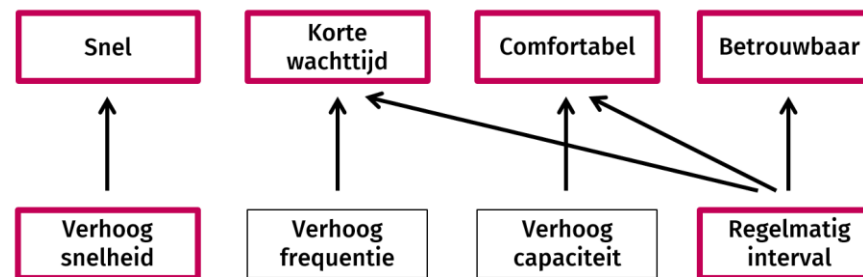 Snel
Korte
wachttijd
Comfortabel
Betrouwbaar
Verhoog
snelheid
Verhoog
frequentie
Verhoog
capaciteit
Regelmatig
interval